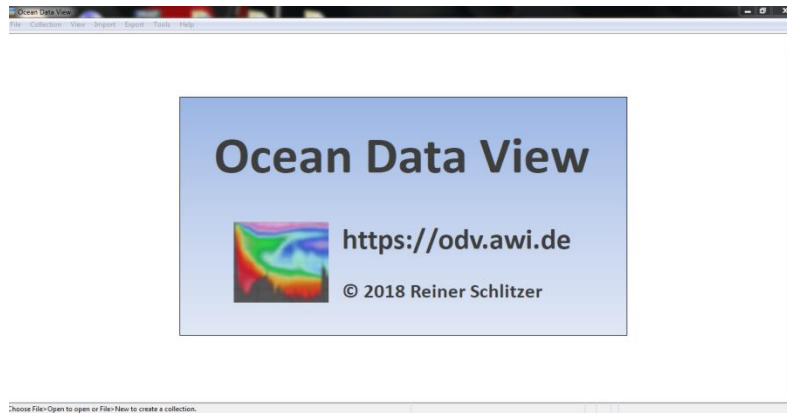 Ocean Data View
File Collection View Import Export Tools Help
Ocean Data View
https://odv.awi.de
© 2018 Reiner Schlitzer
Choose File>Open to open or File>New to create a collection.